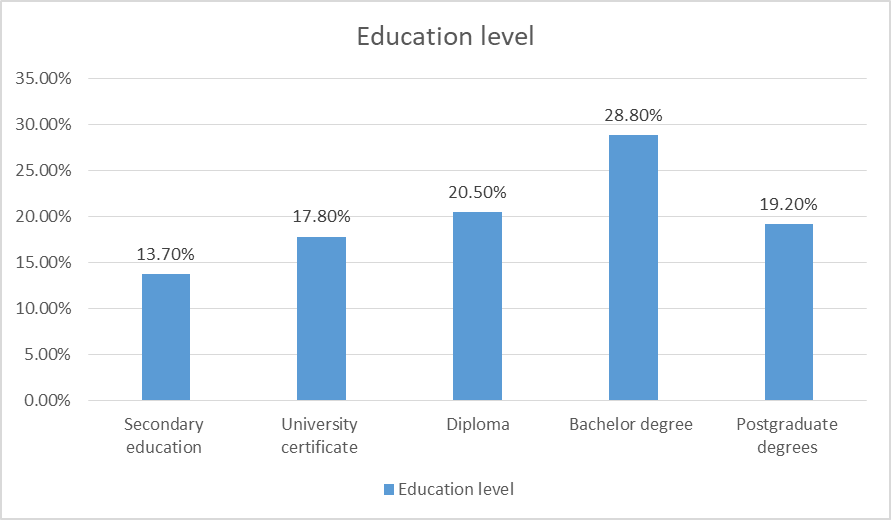 Education level
35.00%
30.00%
25.00%
20.00%
15.00%
10.00%
5.00%
0.00%
13.70%
17.80%
20.50%
28.80%
19.20%
Secondary
education
University
certificate
Diploma
Bachelor degree
Postgraduate
degrees
Education level